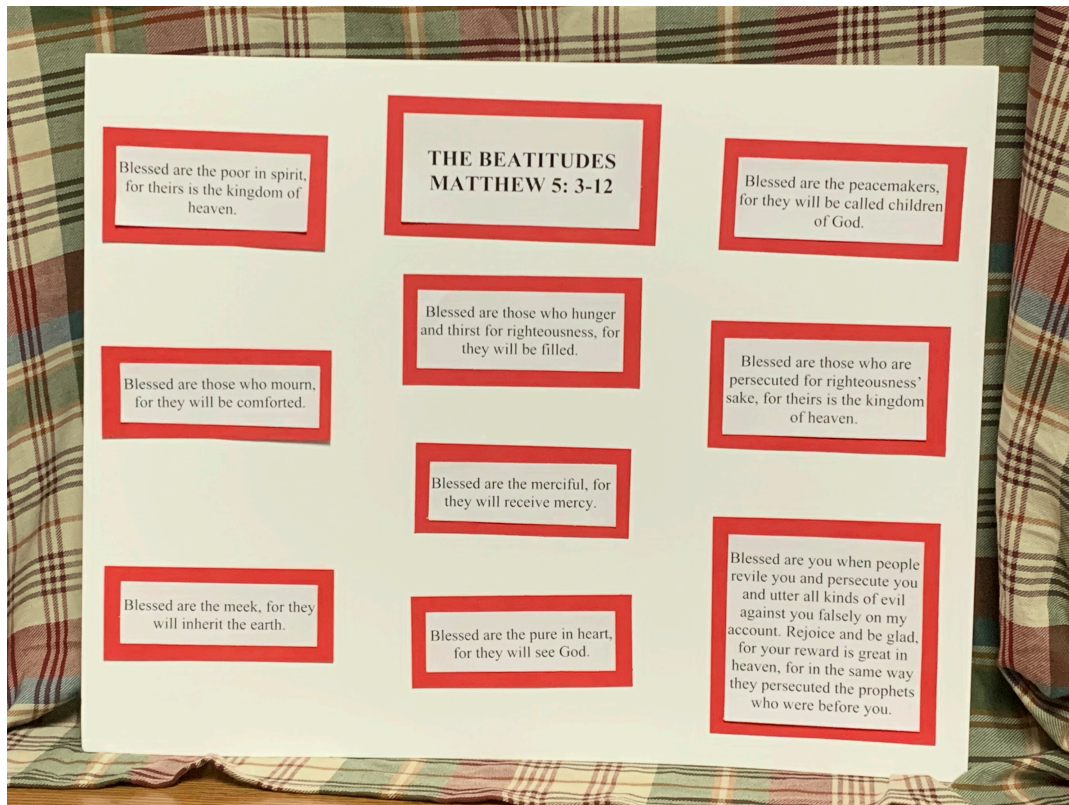 THE BEATITUDES
MATTHEW 5: 3-12
Blessed are the poor in spirit,
for theirs is the kingdom of
heaven.
Blessed are those who mourn,
for they will be comforted.
Blessed are the meek, for they
will inherit the earth.
Blessed are those who hunger
and thirst for righteousness, for
they will be filled.
Blessed are the merciful, for
they will receive mercy.
Blessed are the pure in heart,
for they will see God.
Blessed are the peacemakers,
for they will be called children
of God.
Blessed are those who are
persecuted for righteousness’
sake, for theirs is the kingdom
of heaven.
Blessed are you when people
revile you and persecute you
and utter all kinds of evil
against you falsely on my
account. Rejoice and be glad,
for your reward is great in
heaven, for in the same way
they persecuted the prophets
who were before you.